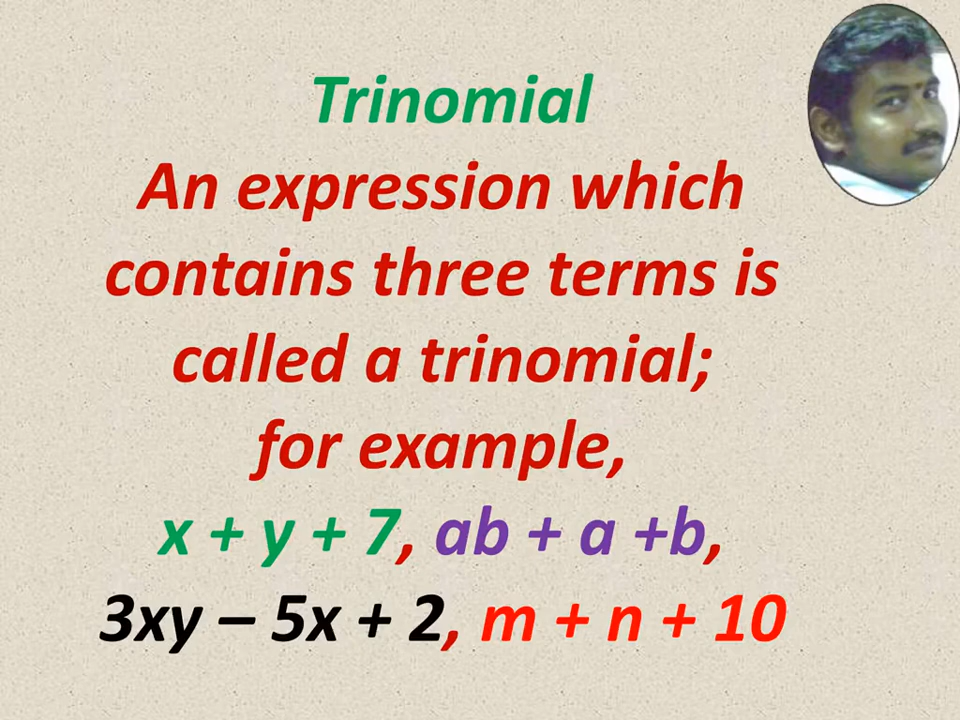 Trinomial
An expression which
contains three terms is
called a trinomial;
for example,
x + y + 7, ab + a +b,
3xy – 5x + 2, m + n + 10